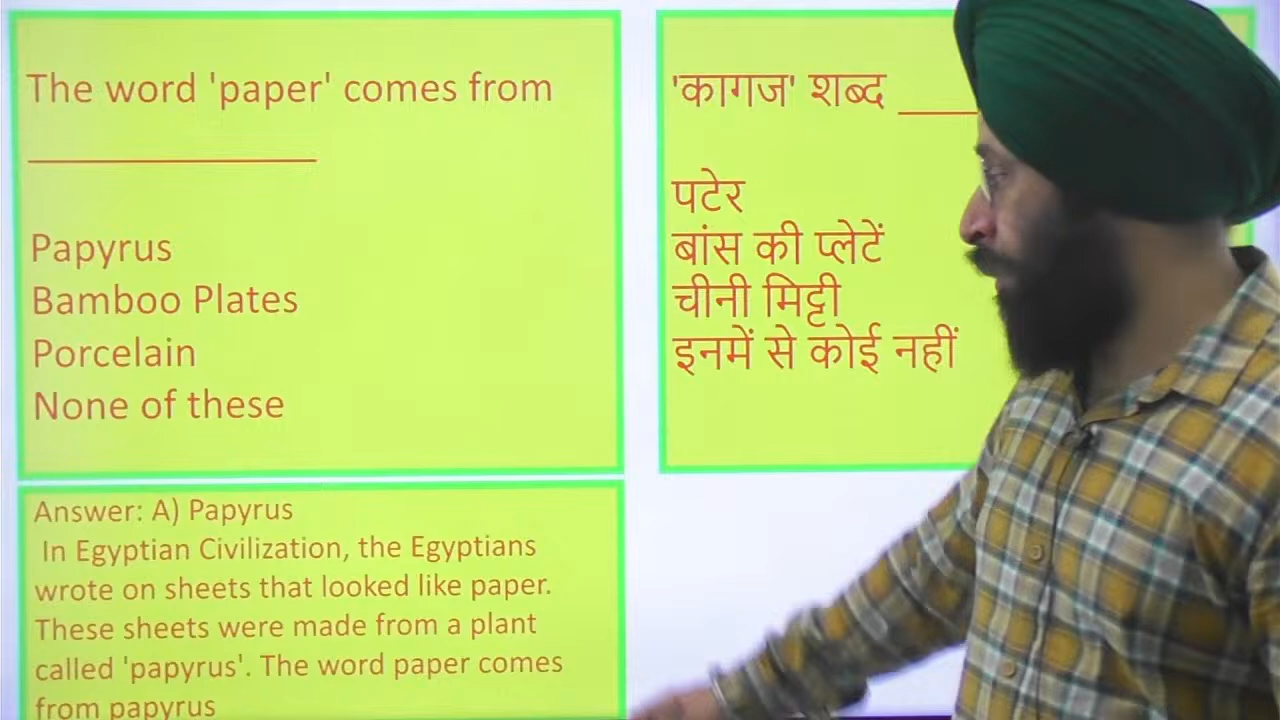 The word 'paper' comes from
________________
Papyrus
Bamboo Plates
Porcelain
None of these
Answer: A) Papyrus
In Egyptian Civilization, the Egyptians
wrote on sheets that looked like paper.
These sheets were made from a plant
called 'papyrus'. The word paper comes
from papyrus
'कागज' शब्द ____
पटेर
बांस की प्लेटें
चीनी मिट्टी
इनमें से कोई नहीं